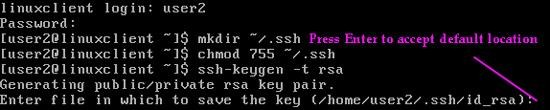 linuxclient login: user2
Password:
[user2@linuxclient ~]$ mkdir ~/.ssh Press Enter to accept default location
[user2@linuxclient ~]$ chmod 755 ~/.ssh
[user2@linuxclient ~]$ ssh-keygen -t rsa
Generating public/private rsa key pair.
Enter file in which to save the key (/home/user2/.ssh/id_rsa):